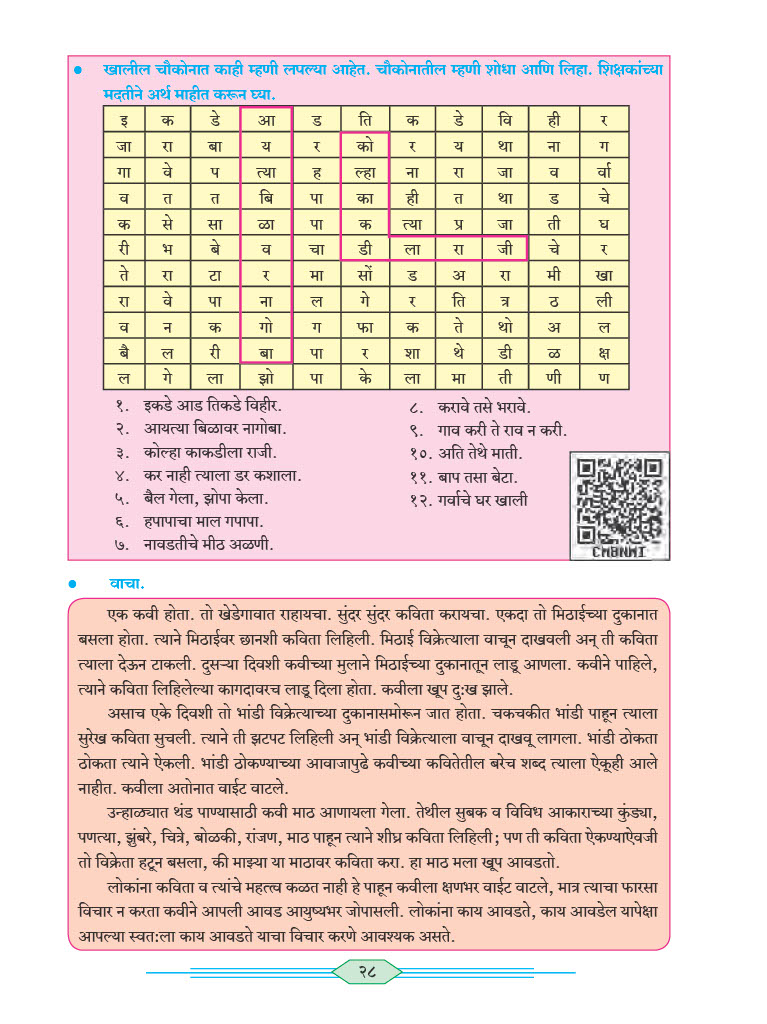 ● खालील चौकोनात काही म्हणी लपल्या आहेत. चौकोनातील म्हणी शोधा आणि लिहा. शिक्षकांच्या
मदतीने अर्थ माहीत करून घ्या.
इ क डे आ ड ति क डे वि ही र
जा रा बा य र को र य था ना ग
गा वे प त्या ह ल्हा ना रा जा व र्वा
व त त बि पा का ही त था ड चे
क से सा ळा पा क त्या प्र जा ती घ
री भ बे व चा डी ला रा जी चे र
ते रा टा र मा सों ड अ रा मी खा
रा वे पा ना ल गे र ति त्र ठ ली
व न क गो ग फा क ते थो अ ल
बै ल री बा पा र शा थे डी ळ क्ष
ल गे ला झो पा के ला मा ती णी ण
१. इकडे आड तिकडे विहीर.
२. आयत्या बिळावर नागोबा.
३. कोल्हा काकडीला राजी.
४. कर नाही त्याला डर कशाला.
५. बैल गेला, झोपा केला.
६. हपापाचा माल गपापा.
७. नावडतीचे मीठ अळणी.
८. करावे तसे भरावे.
९. गाव करी ते राव न करी.
१०. अति तेथे माती.
११. बाप तसा बेटा.
१२. गर्वाचे घर खाली
CMBNMI
● वाचा.
एक कवी होता. तो खेडेगावात राहायचा. सुंदर सुंदर कविता करायचा. एकदा तो मिठाईच्या दुकानात
बसला होता. त्याने मिठाईवर छानशी कविता लिहिली. मिठाई विक्रेत्याला वाचून दाखवली अन् ती कविता
त्याला देऊन टाकली. दुसऱ्या दिवशी कवीच्या मुलाने मिठाईच्या दुकानातून लाडू आणला. कवीने पाहिले,
त्याने कविता लिहिलेल्या कागदावरच लाडू दिला होता. कवीला खूप दुःख झाले.
असाच एके दिवशी तो भांडी विक्रेत्याच्या दुकानासमोरून जात होता. चकचकीत भांडी पाहून त्याला
सुरेख कविता सुचली. त्याने ती झटपट लिहिली अन् भांडी विक्रेत्याला वाचून दाखवू लागला. भांडी ठोकता
ठोकता त्याने ऐकली. भांडी ठोकण्याच्या आवाजापुढे कवीच्या कवितेतील बरेच शब्द त्याला ऐकूही आले
नाहीत. कवीला अतोनात वाईट वाटले.
उन्हाळ्यात थंड पाण्यासाठी कवी माठ आणायला गेला. तेथील सुबक व विविध आकाराच्या कुंड्या,
पणत्या, झुंबरे, चित्रे, बोळकी, रांजण, माठ पाहून त्याने शीघ्र कविता लिहिली; पण ती कविता ऐकण्याऐवजी
तो विक्रेता हटून बसला, की माझ्या या माठावर कविता करा. हा माठ मला खूप आवडतो.
लोकांना कविता व त्यांचे महत्त्व कळत नाही हे पाहून कवीला क्षणभर वाईट वाटले, मात्र त्याचा फारसा
विचार न करता कवीने आपली आवड आयुष्यभर जोपासली. लोकांना काय आवडते, काय आवडेल यापेक्षा
आपल्या स्वतःला काय आवडते याचा विचार करणे आवश्यक असते.
२८